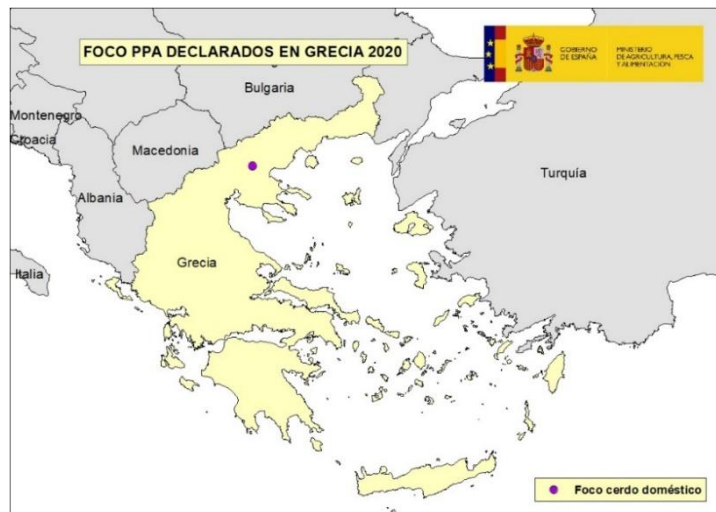 FOCO PPA DECLARADOS EN GRECIA 2020
GOBIERNO
DE ESPAÑA
MINISTERIO
DE AGRICULTURA, PESCA
Y ALIMENTACIÓN
Bulgaria
Montenegro
Croacia
Macedonia
Albania
Turquía
Italia
Grecia
Foco cerdo doméstico